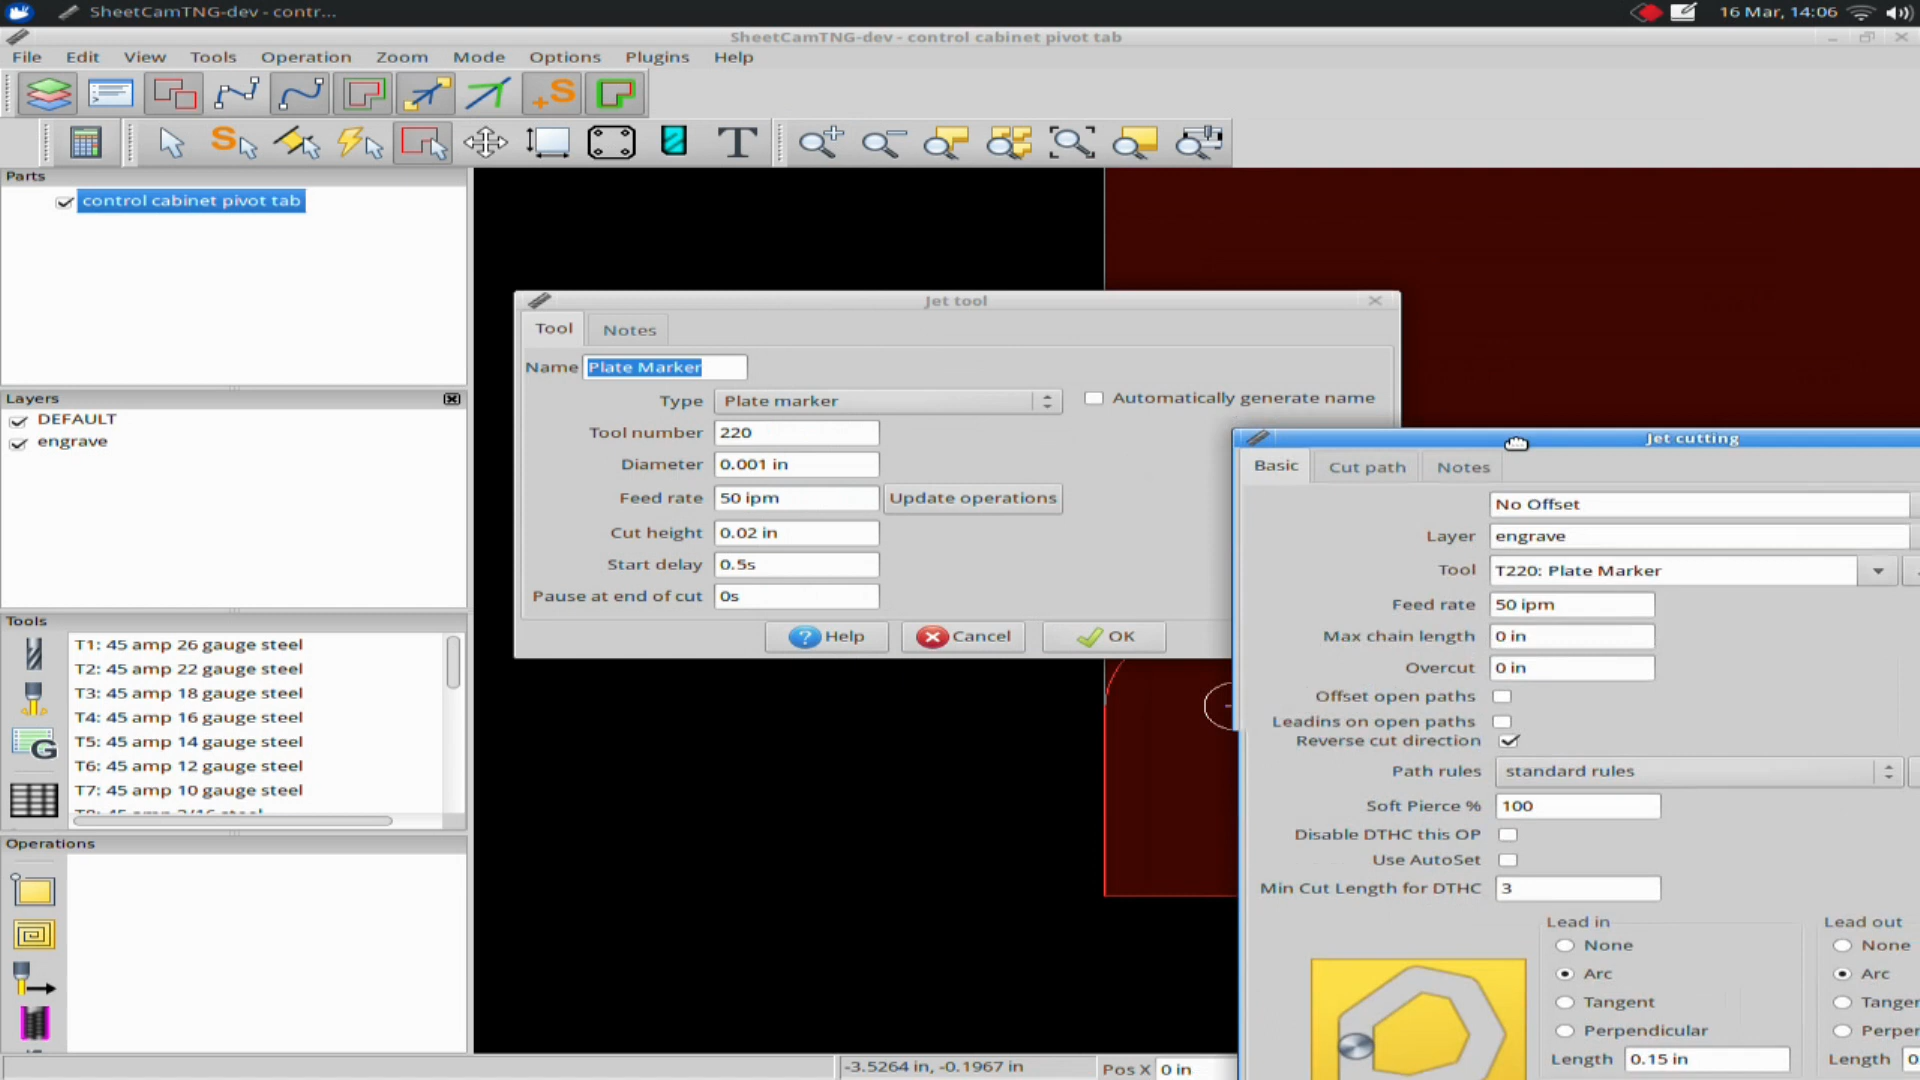 SheetCamTNG-dev - contr...
16 Mar, 14:06
SheetCamTNG-dev - control cabinet pivot tab
File Edit View Tools Operation Zoom Mode Options Plugins Help
Parts
control cabinet pivot tab
Layers
DEFAULT
engrave
Tools
T1: 45 amp 26 gauge steel
T2: 45 amp 22 gauge steel
T3: 45 amp 18 gauge steel
T4: 45 amp 16 gauge steel
T5: 45 amp 14 gauge steel
T6: 45 amp 12 gauge steel
T7: 45 amp 10 gauge steel
Operations
Jet tool
Tool Notes
Name Plate Marker
Type Plate marker
Automatically generate name
Tool number 220
Diameter 0.001 in
Feed rate 50 ipm Update operations
Cut height 0.02 in
Start delay 0.5s
Pause at end of cut 0s
Help Cancel OK
Jet cutting
Basic Cut path Notes
No Offset
Layer engrave
Tool T220: Plate Marker
Feed rate 50 ipm
Max chain length 0 in
Overcut 0 in
Offset open paths
Leadins on open paths
Reverse cut direction
Path rules standard rules
Soft Pierce % 100
Disable DTHC this OP
Use AutoSet
Min Cut Length for DTHC 3
Lead in
None
Arc
Tangent
Perpendicular
Length 0.15 in
Lead out
None
Arc
Tanger
Perper
Length 0
-3.5264 in, -0.1967 in
Pos X 0 in